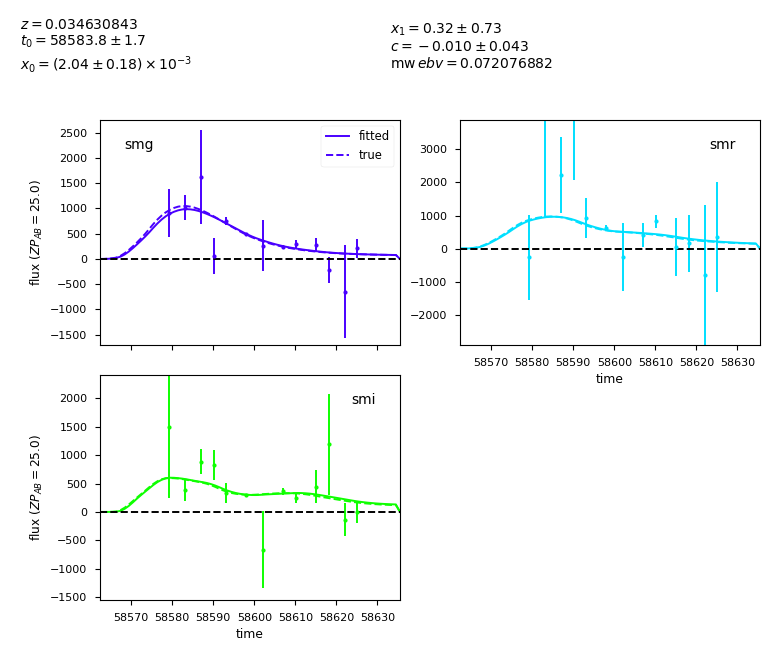 z = 0.034630843
t₀ = 58583.8 ± 1.7
x₀ = (2.04 ± 0.18) × 10⁻³
x₁ = 0.32 ± 0.73
c = −0.010 ± 0.043
mw ebv = 0.072076882
smg
fitted
true
flux (ZP_AB = 25.0)
2500
2000
1500
1000
500
0
−500
−1000
−1500
smr
3000
2000
1000
0
−1000
−2000
58570 58580 58590 58600 58610 58620 58630
time
smi
flux (ZP_AB = 25.0)
2000
1500
1000
500
0
−500
−1000
−1500
58570 58580 58590 58600 58610 58620 58630
time